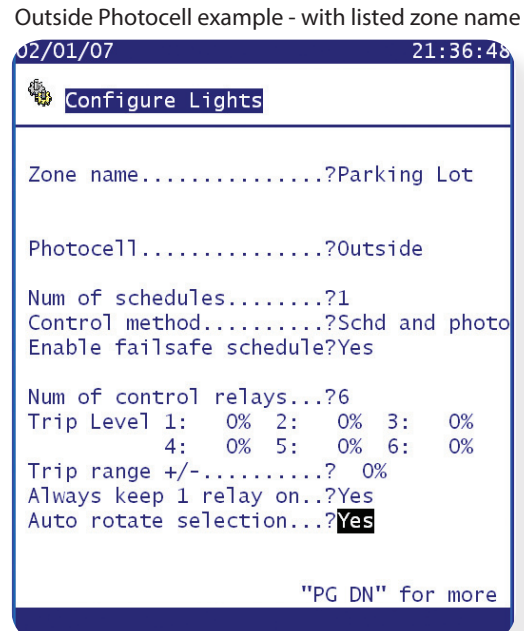 Outside Photocell example - with listed zone name
02/01/07 21:36:48
Configure Lights
Zone name...............?Parking Lot
Photocell...............?Outside
Num of schedules........?1
Control method..........?Schd and photo
Enable failsafe schedule?Yes
Num of control relays...?6
Trip Level 1: 0% 2: 0% 3: 0%
4: 0% 5: 0% 6: 0%
Trip range +/-..........? 0%
Always keep 1 relay on..?Yes
Auto rotate selection...?Yes
"PG DN" for more